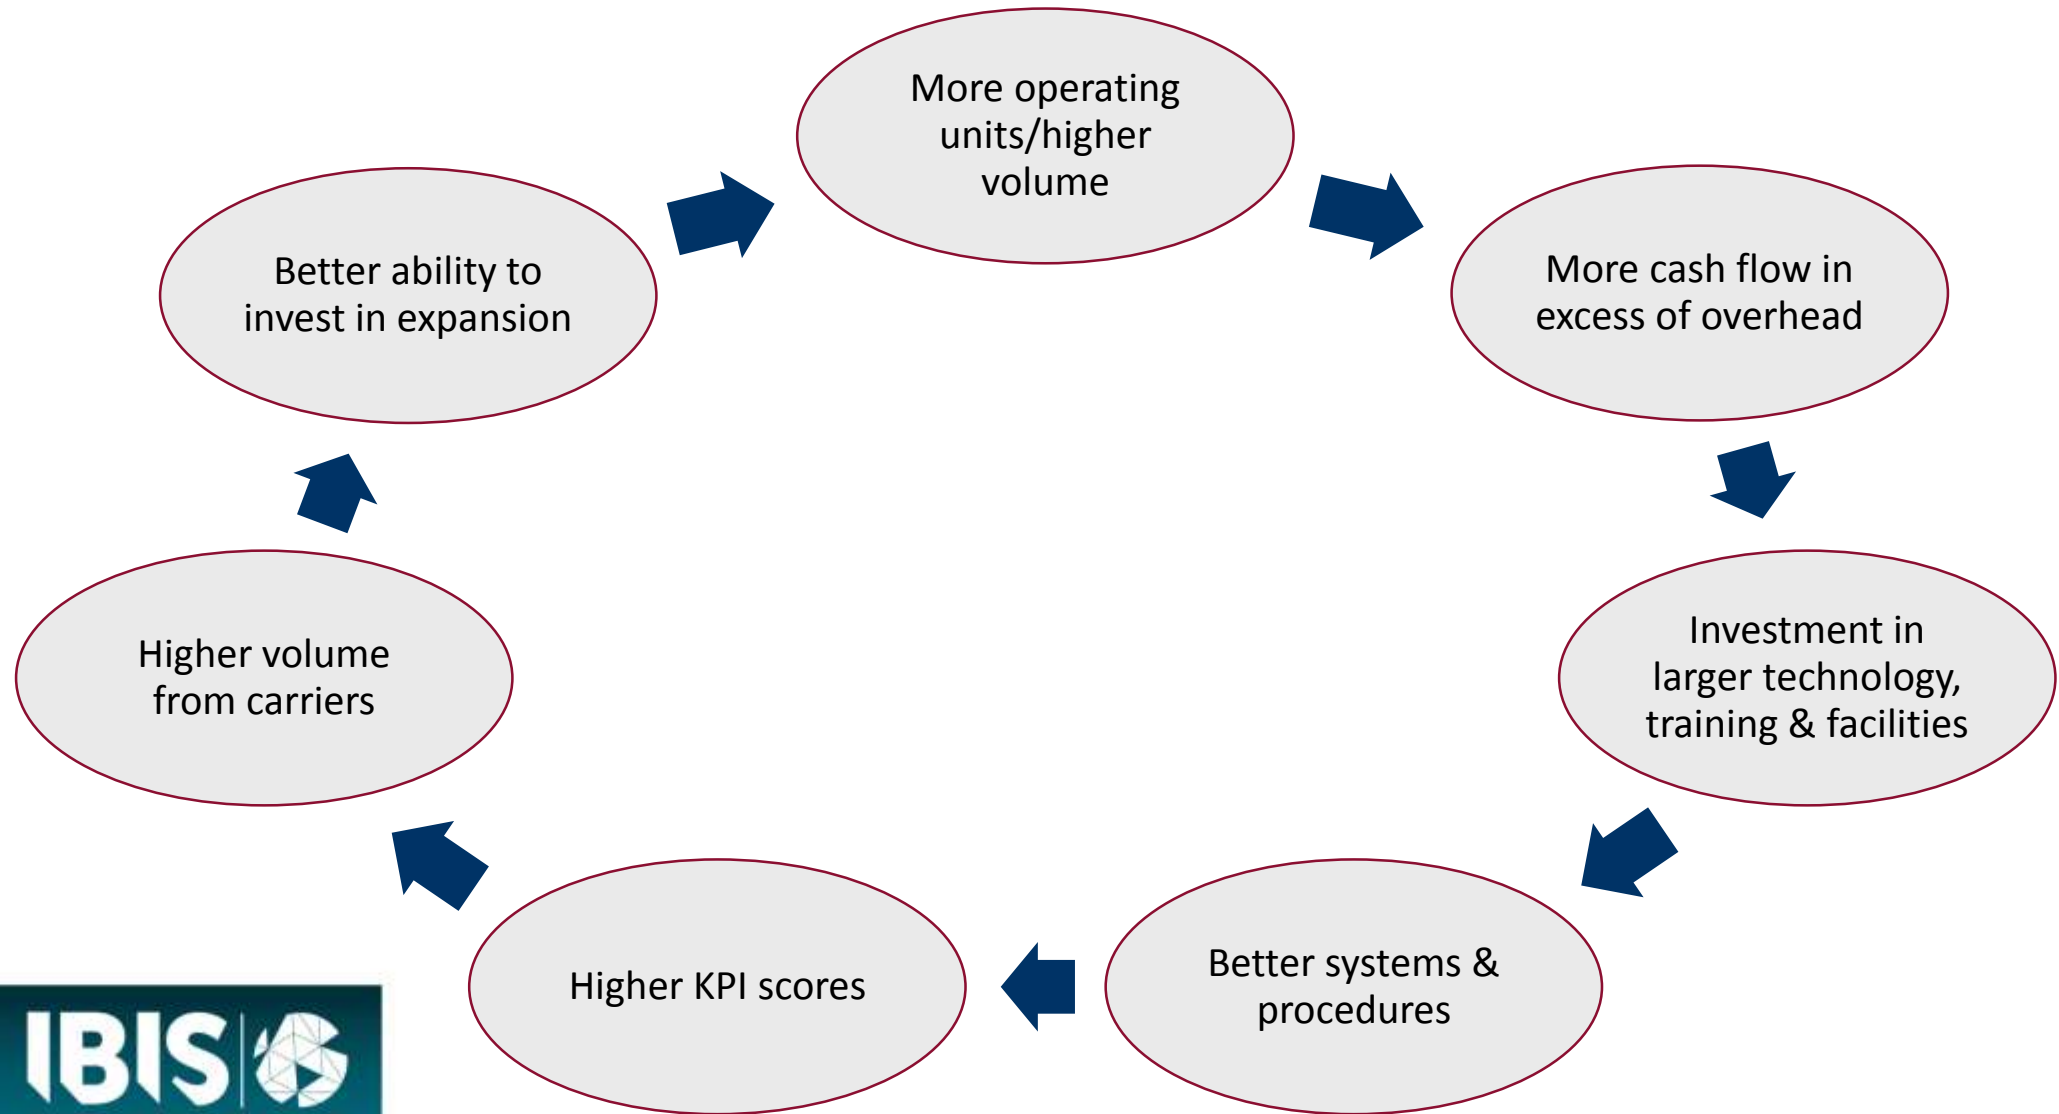 More operating
units/higher
volume
More cash flow in
excess of overhead
Investment in
larger technology,
training & facilities
Better systems &
procedures
Higher KPI scores
Higher volume
from carriers
Better ability to
invest in expansion
IBIS